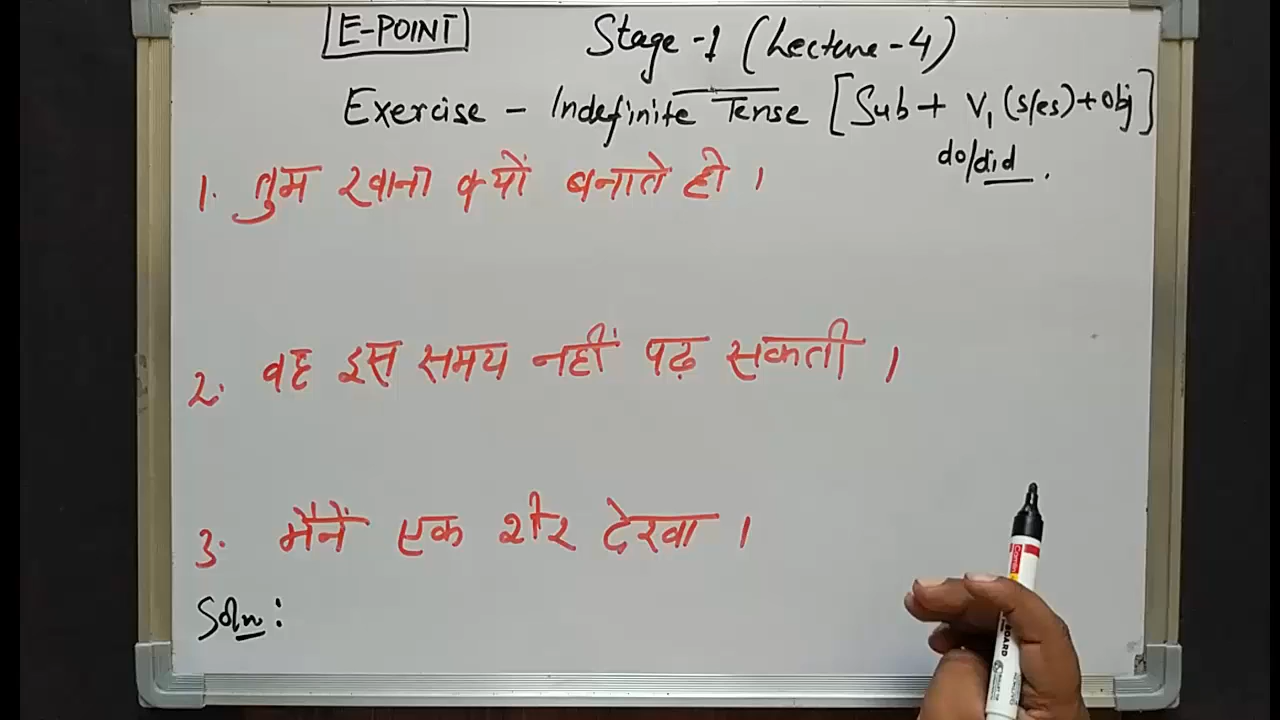 E-POINT Stage-1 (Lecture-4)
Exercise - Indefinite Tense [Sub + V₁ (s/es) + Obj]
do/did.
1. तुम खाना क्यों बनाते हो ।
2. वह इस समय नहीं पढ़ सकती ।
3. मैंनें एक शेर देखा ।
Soln: